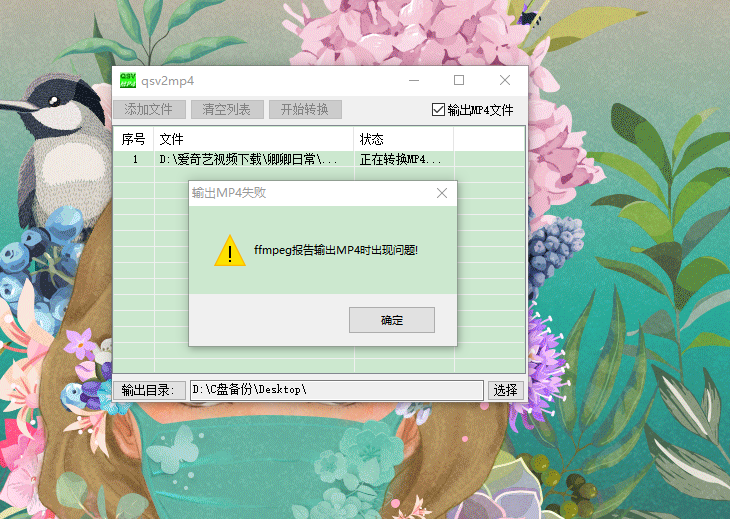 QSV
MP4
qsv2mp4
添加文件 清空列表 开始转换 输出MP4文件
序号 文件 状态
1 D:\爱奇艺视频下载\卿卿日常\... 正在转换MP4...
输出MP4失败
ffmpeg报告输出MP4时出现问题!
确定
输出目录: D:\C盘备份\Desktop\ 选择